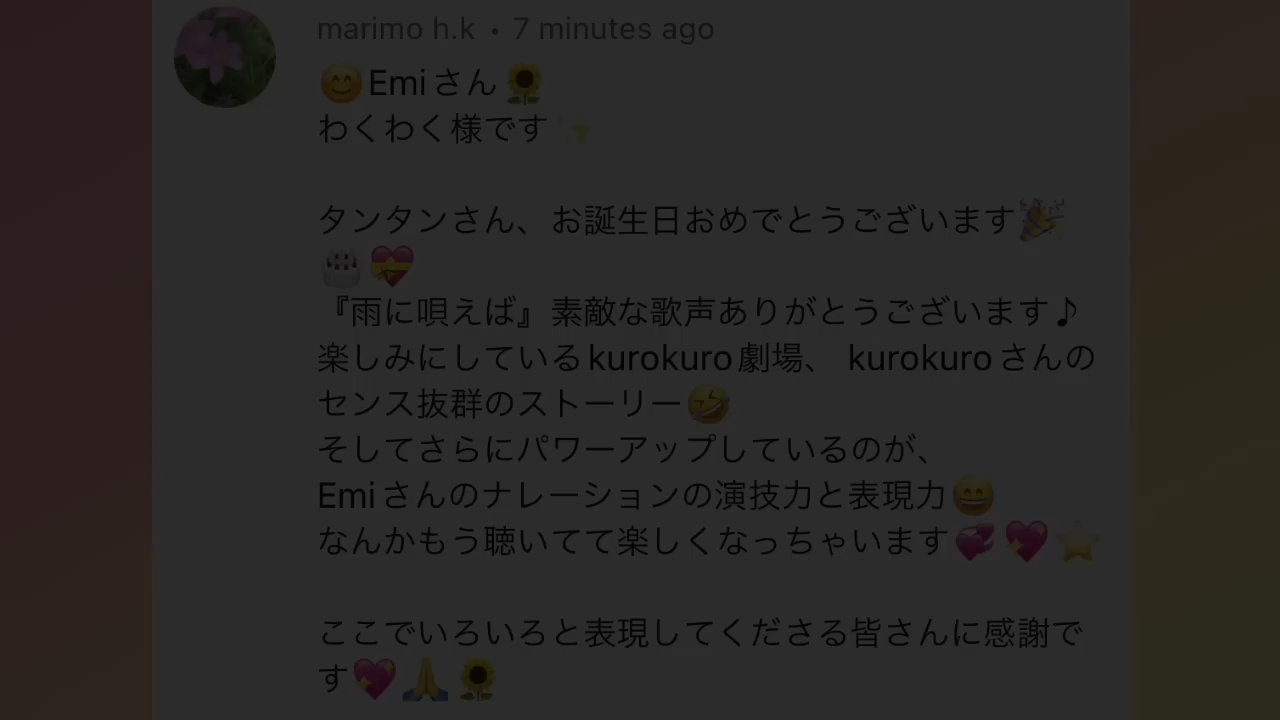 marimo h.k • 7 minutes ago
😊Emiさん🌻
わくわく様です✨
タンタンさん、お誕生日おめでとうございます🎉
🎂💝
『雨に唄えば』素敵な歌声ありがとうございます♪
楽しみにしているkurokuro劇場、 kurokuroさんの
センス抜群のストーリー🤣
そしてさらにパワーアップしているのが、
Emiさんのナレーションの演技力と表現力😄
なんかもう聴いてて楽しくなっちゃいます💞💖⭐
ここでいろいろと表現してくださる皆さんに感謝で
す💖🙏🌻